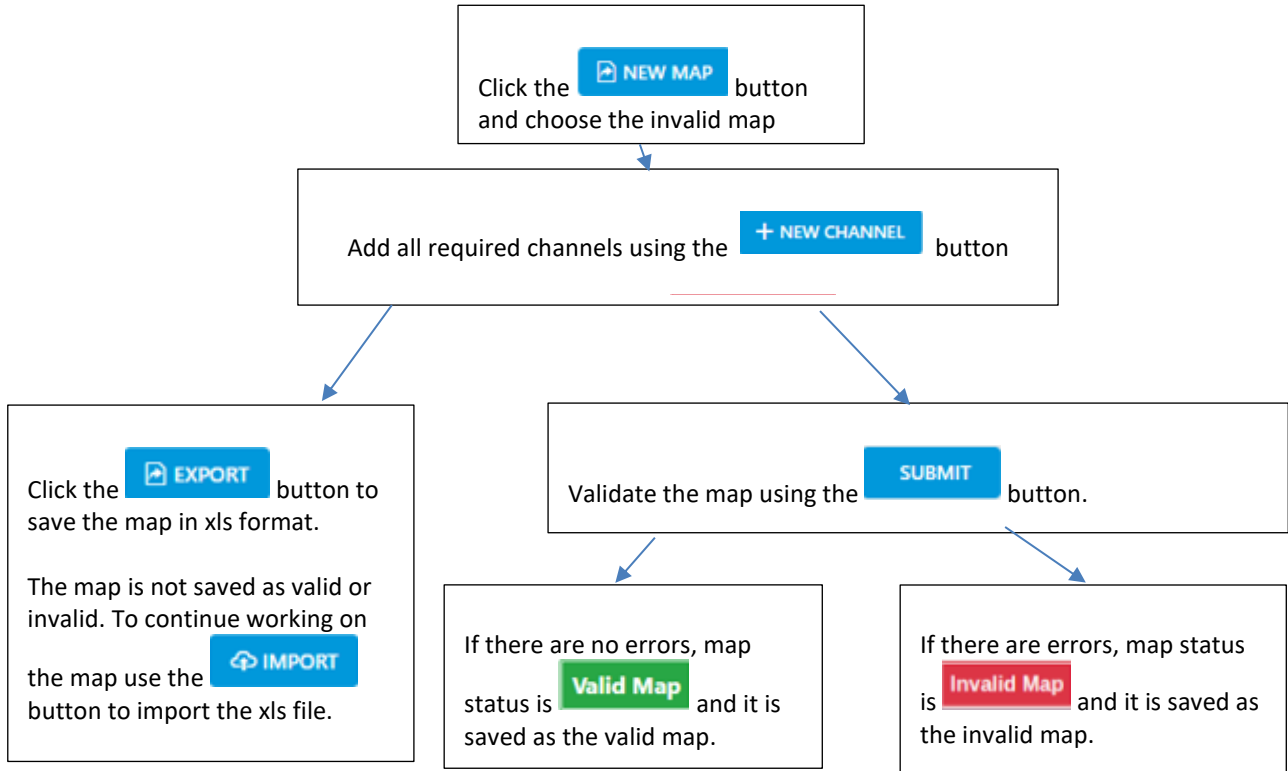 Click the NEW MAP button
and choose the invalid map
Add all required channels using the + NEW CHANNEL button
Click the EXPORT button to
save the map in xls format.
The map is not saved as valid or
invalid. To continue working on
the map use the IMPORT
button to import the xls file.
Validate the map using the SUBMIT button.
If there are no errors, map
status is Valid Map and it is
saved as the valid map.
If there are errors, map status
is Invalid Map and it is saved as
the invalid map.